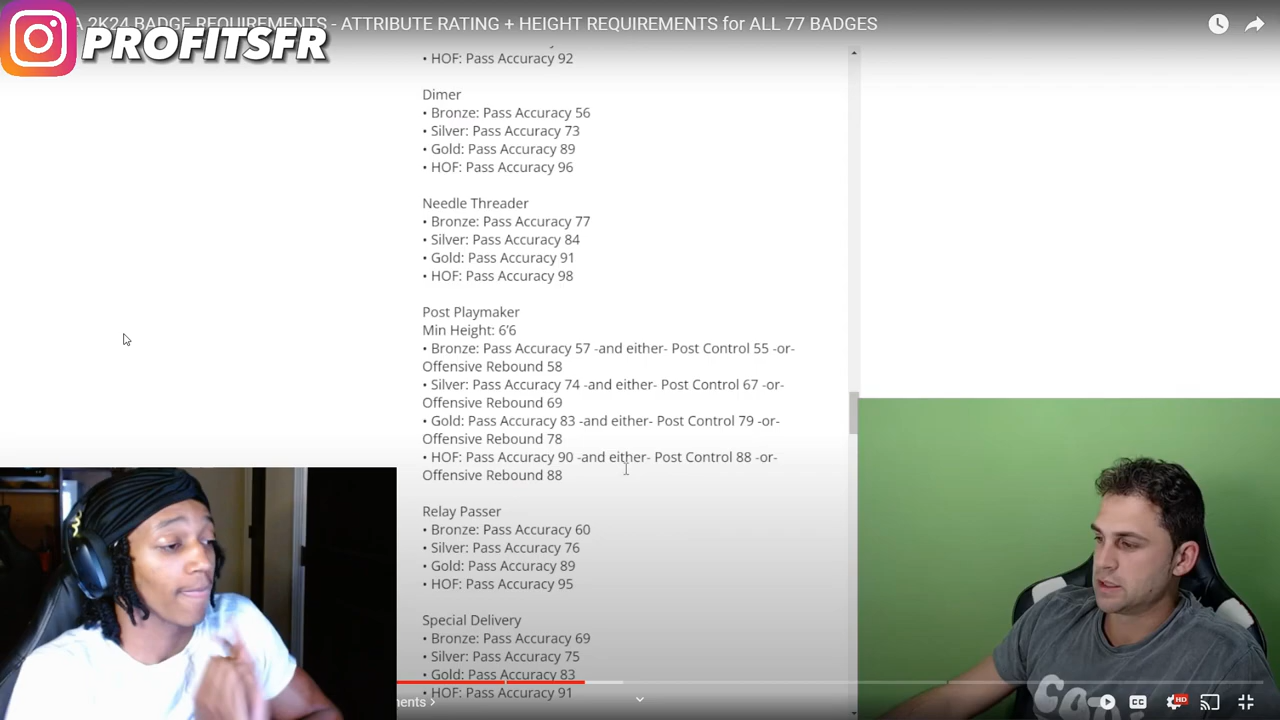 A 2K24 BADGE REQUIREMENTS - ATTRIBUTE RATING + HEIGHT REQUIREMENTS for ALL 77 BADGES
PROFITSFR
• HOF: Pass Accuracy 92
Dimer
• Bronze: Pass Accuracy 56
• Silver: Pass Accuracy 73
• Gold: Pass Accuracy 89
• HOF: Pass Accuracy 96
Needle Threader
• Bronze: Pass Accuracy 77
• Silver: Pass Accuracy 84
• Gold: Pass Accuracy 91
• HOF: Pass Accuracy 98
Post Playmaker
Min Height: 6'6
• Bronze: Pass Accuracy 57 -and either- Post Control 55 -or-
Offensive Rebound 58
• Silver: Pass Accuracy 74 -and either- Post Control 67 -or-
Offensive Rebound 69
• Gold: Pass Accuracy 83 -and either- Post Control 79 -or-
Offensive Rebound 78
• HOF: Pass Accuracy 90 -and either- Post Control 88 -or-
Offensive Rebound 88
Relay Passer
• Bronze: Pass Accuracy 60
• Silver: Pass Accuracy 76
• Gold: Pass Accuracy 89
• HOF: Pass Accuracy 95
Special Delivery
• Bronze: Pass Accuracy 69
• Silver: Pass Accuracy 75
• Gold: Pass Accuracy 83
• HOF: Pass Accuracy 91
ments >
CC
HD